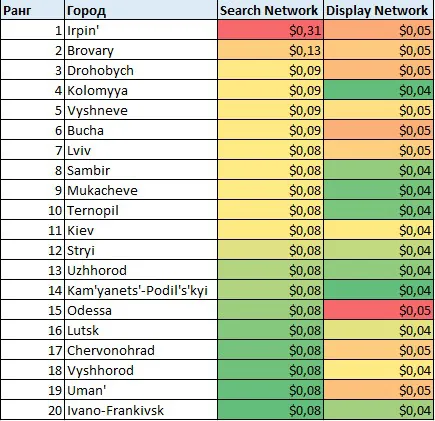 Ранг Город Search Network Display Network
1 Irpin' $0,31 $0,05
2 Brovary $0,13 $0,05
3 Drohobych $0,09 $0,05
4 Kolomyya $0,09 $0,04
5 Vyshneve $0,09 $0,05
6 Bucha $0,09 $0,05
7 Lviv $0,08 $0,05
8 Sambir $0,08 $0,04
9 Mukacheve $0,08 $0,04
10 Ternopil $0,08 $0,04
11 Kiev $0,08 $0,04
12 Stryi $0,08 $0,04
13 Uzhhorod $0,08 $0,04
14 Kam'yanets'-Podil's'kyi $0,08 $0,04
15 Odessa $0,08 $0,05
16 Lutsk $0,08 $0,04
17 Chervonohrad $0,08 $0,05
18 Vyshhorod $0,08 $0,04
19 Uman' $0,08 $0,05
20 Ivano-Frankivsk $0,08 $0,04